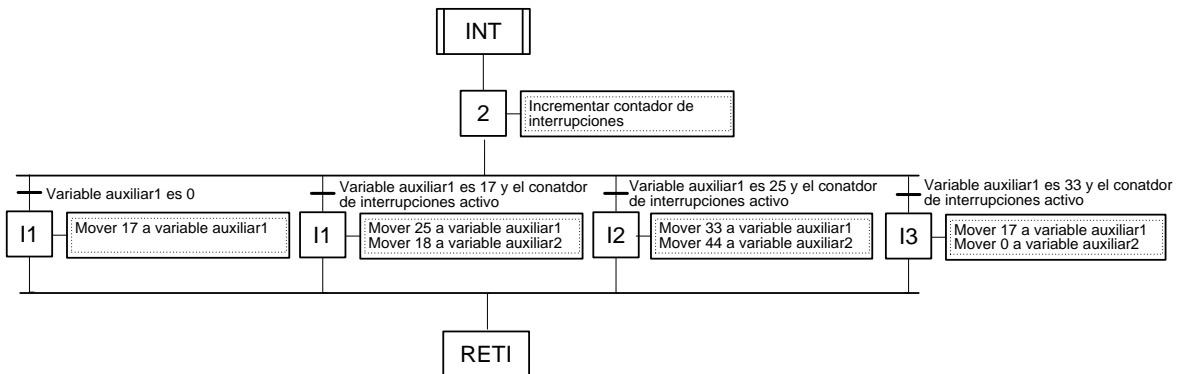 INT
2
Incrementar contador de
interrupciones
Variable auxiliar1 es 0
Variable auxiliar1 es 17 y el conatdor
de interrupciones activo
Variable auxiliar1 es 25 y el conatdor
de interrupciones activo
Variable auxiliar1 es 33 y el conatdor
de interrupciones activo
I1
Mover 17 a variable auxiliar1
I1
Mover 25 a variable auxiliar1
Mover 18 a variable auxiliar2
I2
Mover 33 a variable auxiliar1
Mover 44 a variable auxiliar2
I3
Mover 17 a variable auxiliar1
Mover 0 a variable auxiliar2
RETI